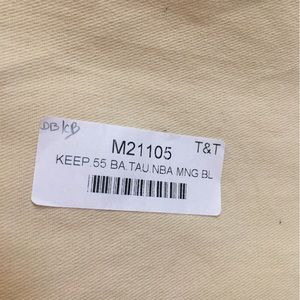 DB/CB
M21105 T&T
KEEP 55 BA.TAU.NBA MNG BL